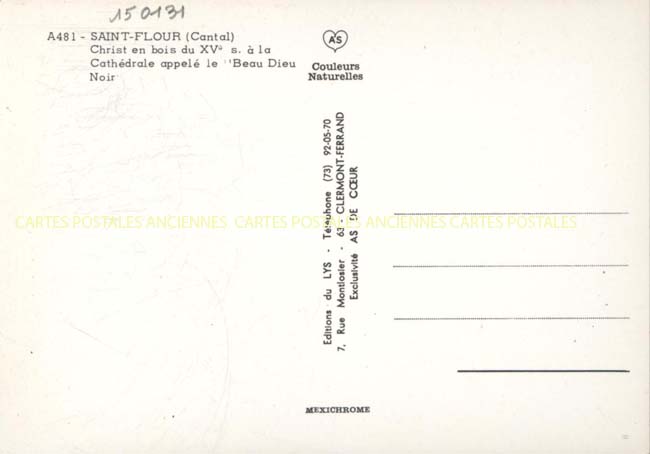 150131
A481 - SAINT-FLOUR (Cantal)
Christ en bois du XVe s. à la
Cathédrale appelé le "Beau Dieu
Noir
AS
Couleurs
Naturelles
Editions du LYS - Téléphone (73) 92-05-70
7, Rue Montlosier - 63 - CLERMONT-FERRAND
Exclusivité AS DE CŒUR
CARTES POSTALES ANCIENNES CARTES POSTALES ANCIENNES CARTES POSTALES
MEXICHROME